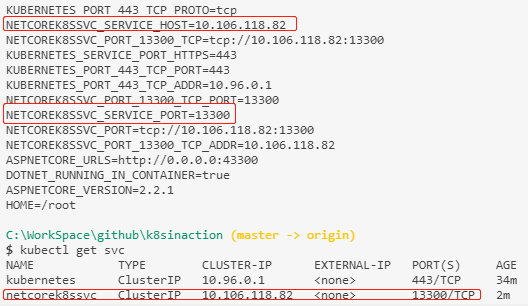 KUBERNETES_PORT_443_TCP_PROTO=tcp
NETCOREK8SSVC_SERVICE_HOST=10.106.118.82
NETCOREK8SSVC_PORT_13300_TCP=tcp://10.106.118.82:13300
KUBERNETES_SERVICE_PORT_HTTPS=443
KUBERNETES_PORT_443_TCP_PORT=443
KUBERNETES_PORT_443_TCP_ADDR=10.96.0.1
NETCOREK8SSVC_PORT_13300_TCP_PORT=13300
NETCOREK8SSVC_SERVICE_PORT=13300
NETCOREK8SSVC_PORT=tcp://10.106.118.82:13300
NETCOREK8SSVC_PORT_13300_TCP_ADDR=10.106.118.82
ASPNETCORE_URLS=http://0.0.0.0:43300
DOTNET_RUNNING_IN_CONTAINER=true
ASPNETCORE_VERSION=2.2.1
HOME=/root
C:\WorkSpace\github\k8sinaction (master -> origin)
$ kubectl get svc
NAME TYPE CLUSTER-IP EXTERNAL-IP PORT(S) AGE
kubernetes ClusterIP 10.96.0.1 <none> 443/TCP 34m
netcorek8ssvc ClusterIP 10.106.118.82 <none> 13300/TCP 2m